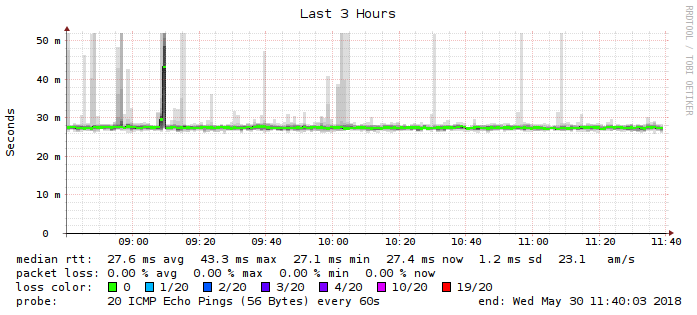 Last 3 Hours
RRDTOOL / TOBI OETIKER
Seconds
50 m
40 m
30 m
20 m
10 m
0
09:00 09:20 09:40 10:00 10:20 10:40 11:00 11:20 11:40
median rtt: 27.6 ms avg 43.3 ms max 27.1 ms min 27.4 ms now 1.2 ms sd 23.1 am/s
packet loss: 0.00 % avg 0.00 % max 0.00 % min 0.00 % now
loss color: 0 1/20 2/20 3/20 4/20 10/20 19/20
probe: 20 ICMP Echo Pings (56 Bytes) every 60s end: Wed May 30 11:40:03 2018